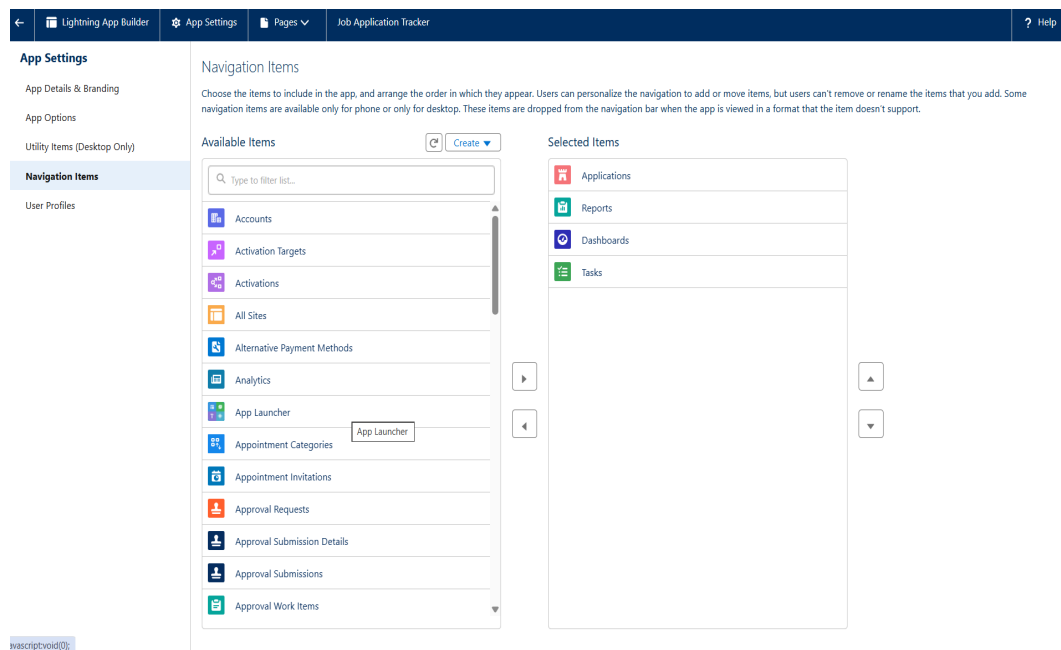 Lightning App Builder
App Settings
Pages
Job Application Tracker
? Help
App Settings
App Details & Branding
App Options
Utility Items (Desktop Only)
Navigation Items
User Profiles
Navigation Items
Choose the items to include in the app, and arrange the order in which they appear. Users can personalize the navigation to add or move items, but users can't remove or rename the items that you add. Some
navigation items are available only for phone or only for desktop. These items are dropped from the navigation bar when the app is viewed in a format that the item doesn't support.
Available Items
Create
Type to filter list...
Accounts
Activation Targets
Activations
All Sites
Alternative Payment Methods
Analytics
App Launcher
App Launcher
Appointment Categories
Appointment Invitations
Approval Requests
Approval Submission Details
Approval Submissions
Approval Work Items
Selected Items
Applications
Reports
Dashboards
Tasks
avascript:void(0);